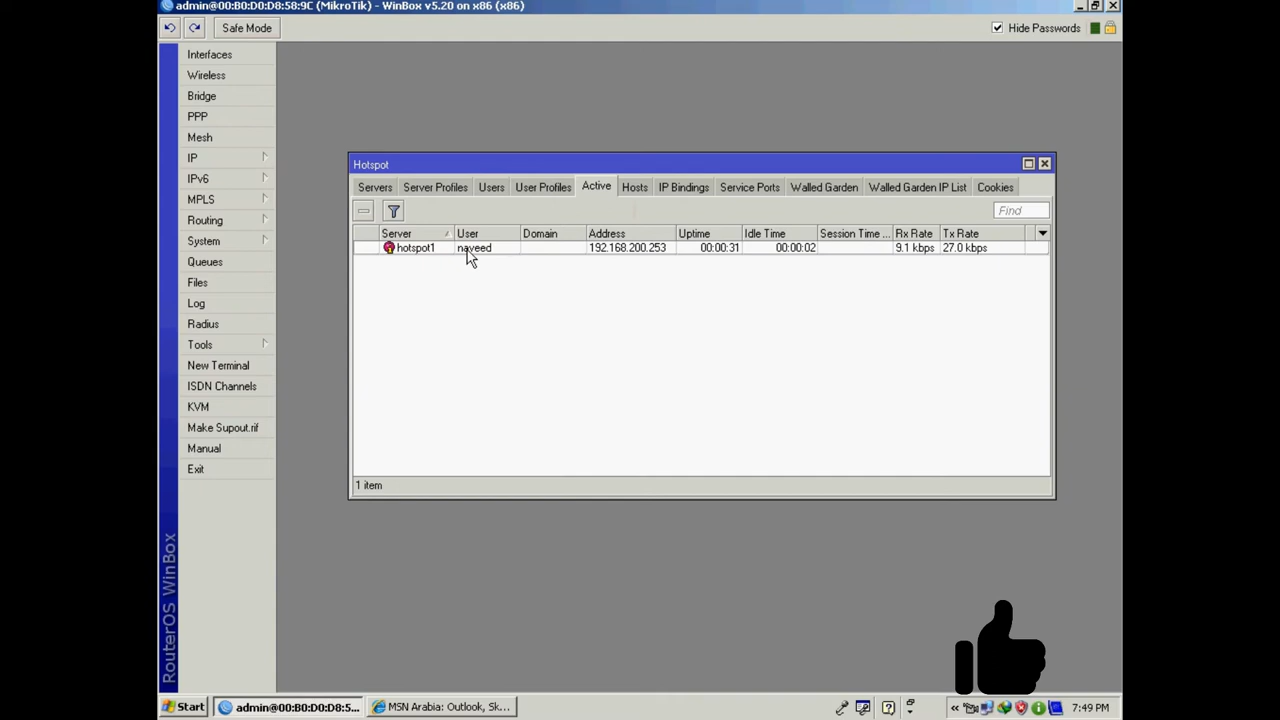 admin@00:B0:D0:D8:58:9C (MikroTik) - WinBox v5.20 on x86 (x86)
Safe Mode
Hide Passwords
Interfaces
Wireless
Bridge
PPP
Mesh
IP
IPv6
MPLS
Routing
System
Queues
Files
Log
Radius
Tools
New Terminal
ISDN Channels
KVM
Make Supout.rif
Manual
Exit
RouterOS WinBox
Hotspot
Servers Server Profiles Users User Profiles Active Hosts IP Bindings Service Ports Walled Garden Walled Garden IP List Cookies
Find
Server User Domain Address Uptime Idle Time Session Time ... Rx Rate Tx Rate
hotspot1 naveed 192.168.200.253 00:00:31 00:00:02 9.1 kbps 27.0 kbps
1 item
Start admin@00:B0:D0:D8:5... MSN Arabia: Outlook, Sk... 7:49 PM